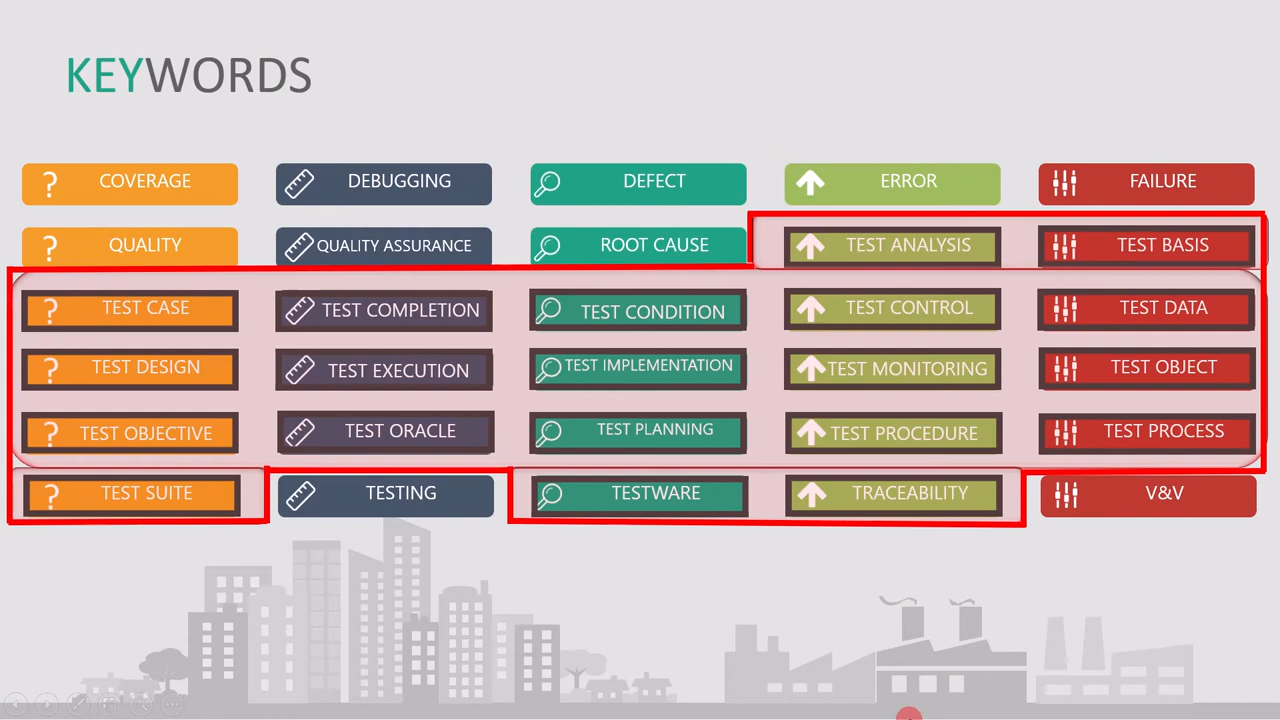 KEYWORDS
COVERAGE
DEBUGGING
DEFECT
ERROR
FAILURE
QUALITY
QUALITY ASSURANCE
ROOT CAUSE
TEST ANALYSIS
TEST BASIS
TEST CASE
TEST COMPLETION
TEST CONDITION
TEST CONTROL
TEST DATA
TEST DESIGN
TEST EXECUTION
TEST IMPLEMENTATION
TEST MONITORING
TEST OBJECT
TEST OBJECTIVE
TEST ORACLE
TEST PLANNING
TEST PROCEDURE
TEST PROCESS
TEST SUITE
TESTING
TESTWARE
TRACEABILITY
V&V